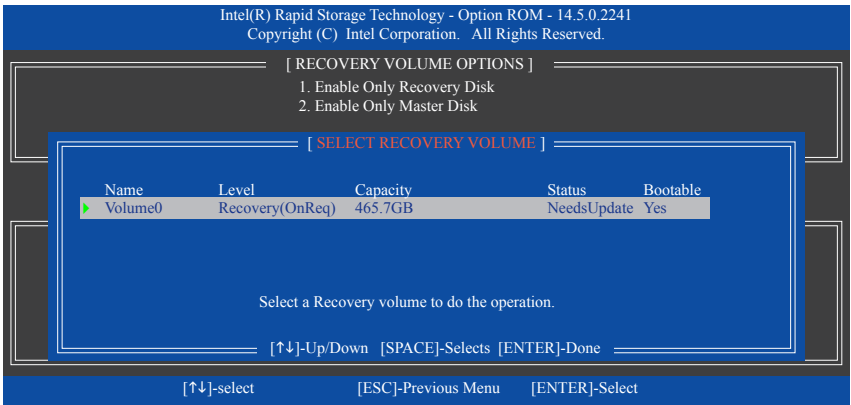 Intel(R) Rapid Storage Technology - Option ROM - 14.5.0.2241
Copyright (C) Intel Corporation. All Rights Reserved.
[ RECOVERY VOLUME OPTIONS ]
1. Enable Only Recovery Disk
2. Enable Only Master Disk
[ SELECT RECOVERY VOLUME ]
Name Level Capacity Status Bootable
Volume0 Recovery(OnReq) 465.7GB NeedsUpdate Yes
Select a Recovery volume to do the operation.
[↑↓]-Up/Down [SPACE]-Selects [ENTER]-Done
[↑↓]-select [ESC]-Previous Menu [ENTER]-Select